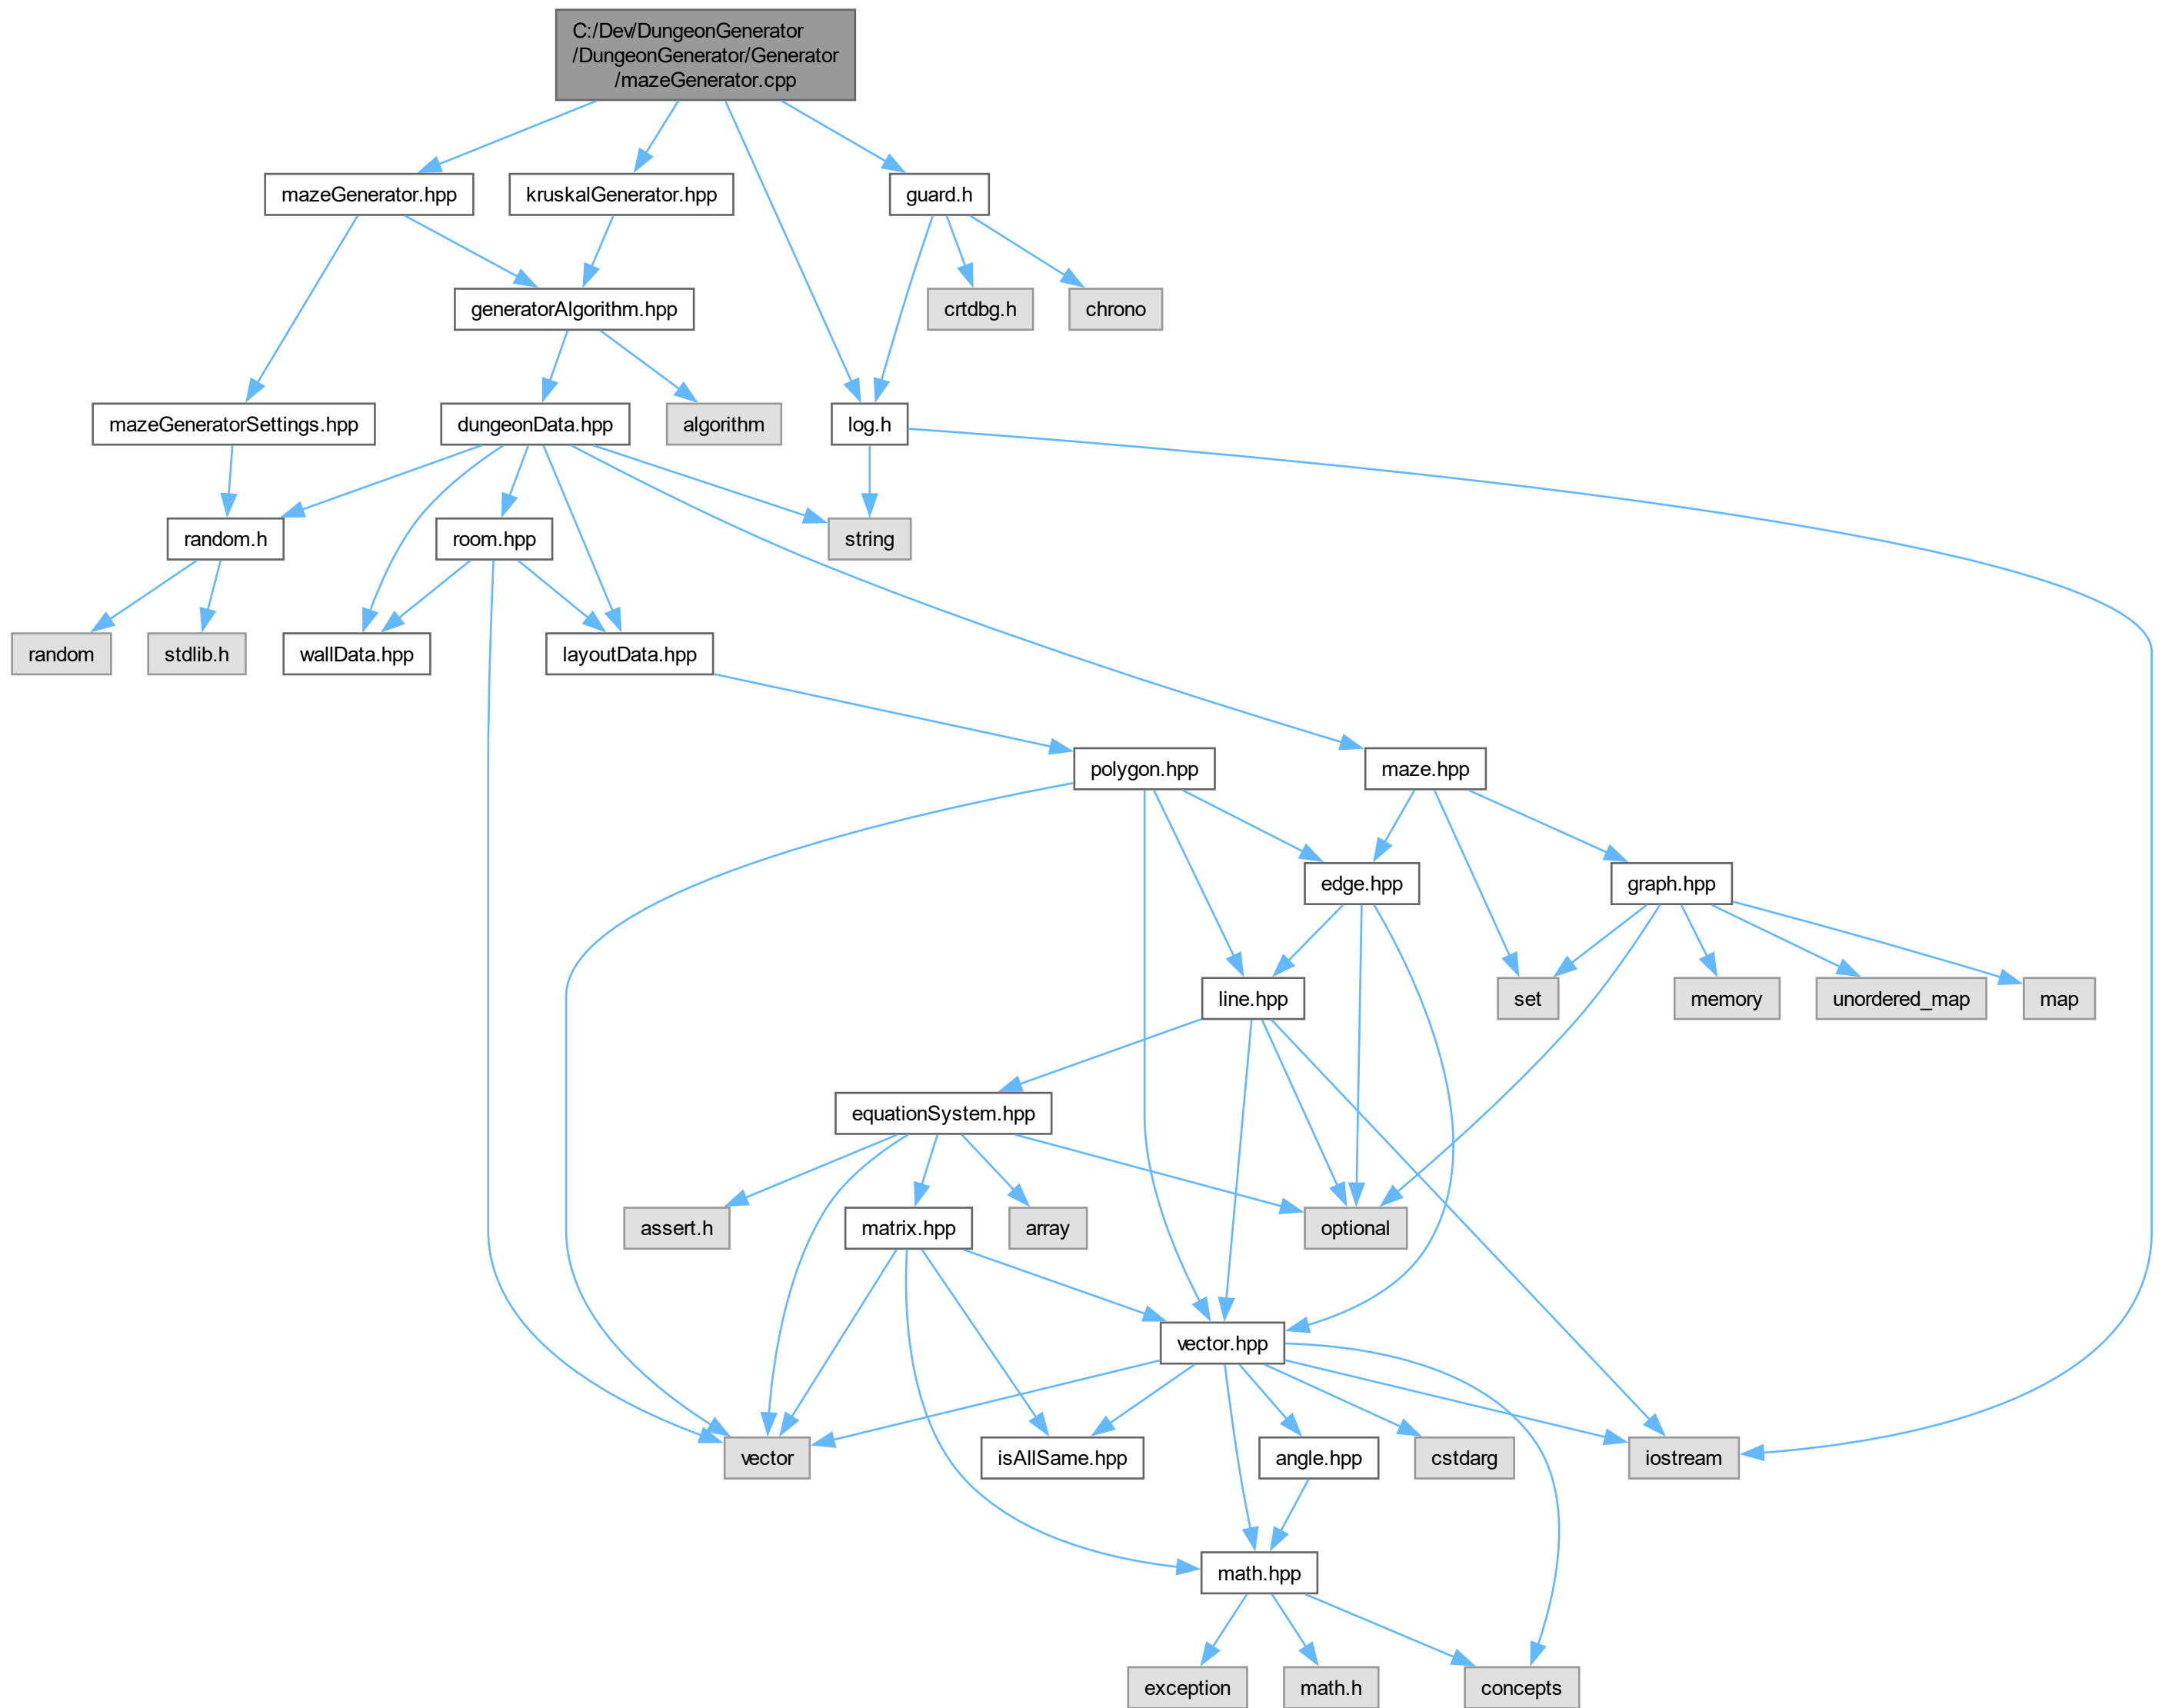 C:/Dev/DungeonGenerator
/DungeonGenerator/Generator
/mazeGenerator.cpp
mazeGenerator.hpp
kruskalGenerator.hpp
guard.h
generatorAlgorithm.hpp
crtdbg.h
chrono
mazeGeneratorSettings.hpp
dungeonData.hpp
algorithm
log.h
random.h
room.hpp
string
random
stdlib.h
wallData.hpp
layoutData.hpp
polygon.hpp
maze.hpp
edge.hpp
graph.hpp
line.hpp
set
memory
unordered_map
map
equationSystem.hpp
assert.h
matrix.hpp
array
optional
vector.hpp
vector
isAllSame.hpp
angle.hpp
cstdarg
iostream
math.hpp
exception
math.h
concepts